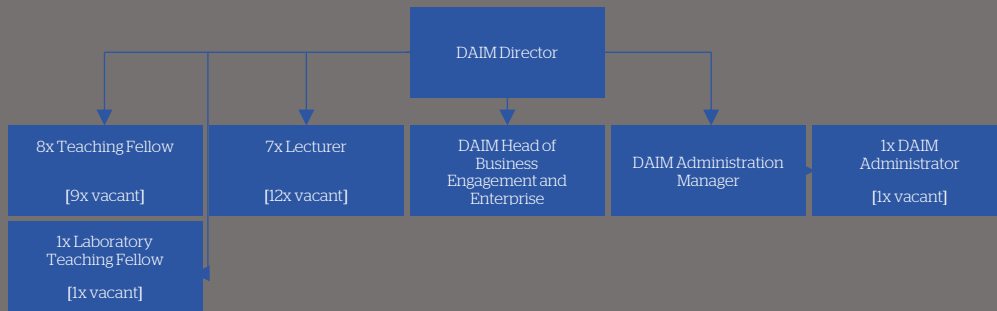 DAIM Director
8x Teaching Fellow
[9x vacant]
7x Lecturer
[12x vacant]
DAIM Head of
Business
Engagement and
Enterprise
DAIM Administration
Manager
1x DAIM
Administrator
[1x vacant]
1x Laboratory
Teaching Fellow
[1x vacant]